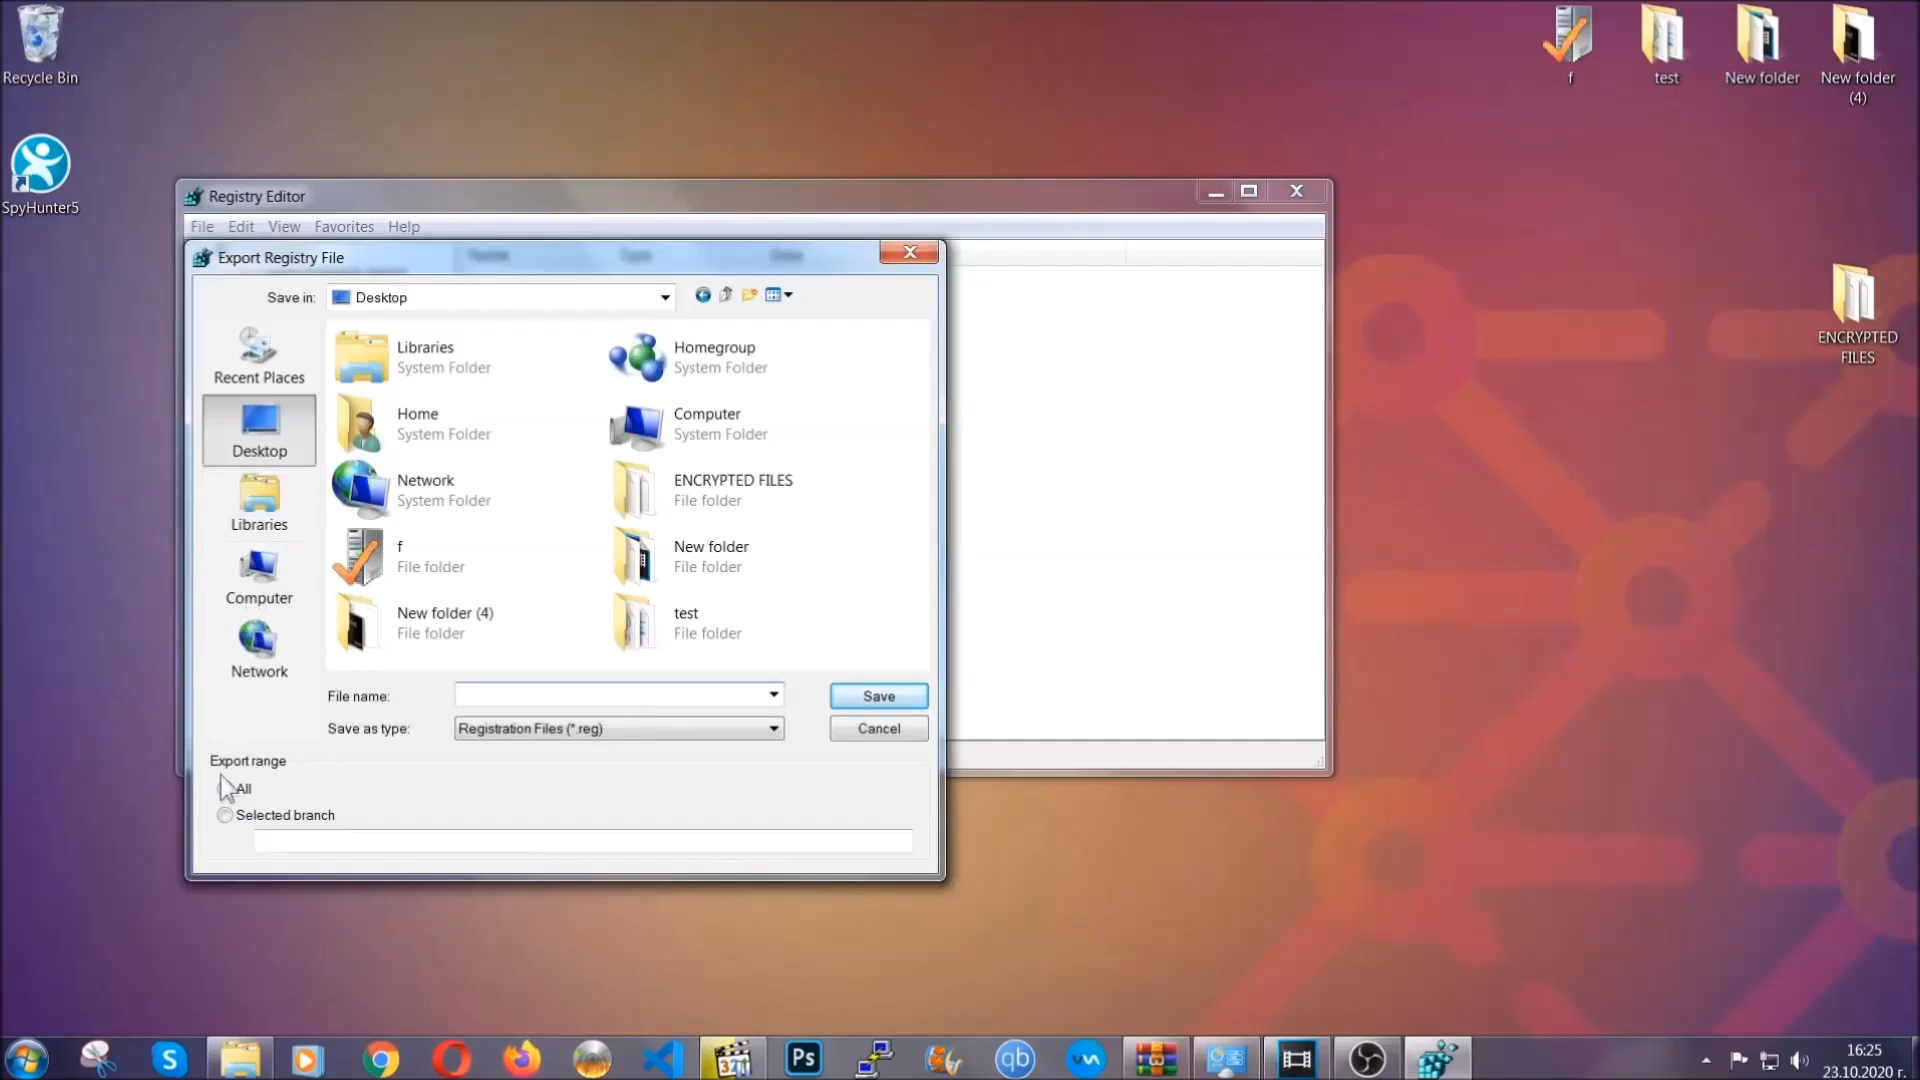 Recycle Bin
SpyHunter5
f
test
New folder
New folder
(4)
ENCRYPTED
FILES
Registry Editor
File Edit View Favorites Help
Export Registry File
Save in: Desktop
Recent Places
Desktop
Libraries
Computer
Network
Libraries
System Folder
Homegroup
System Folder
Home
System Folder
Computer
System Folder
Network
System Folder
ENCRYPTED FILES
File folder
f
File folder
New folder
File folder
New folder (4)
File folder
test
File folder
File name:
Save
Save as type: Registration Files (*.reg)
Cancel
Export range
All
Selected branch
S
321
Ps
qb
16:25
23.10.2020 г.